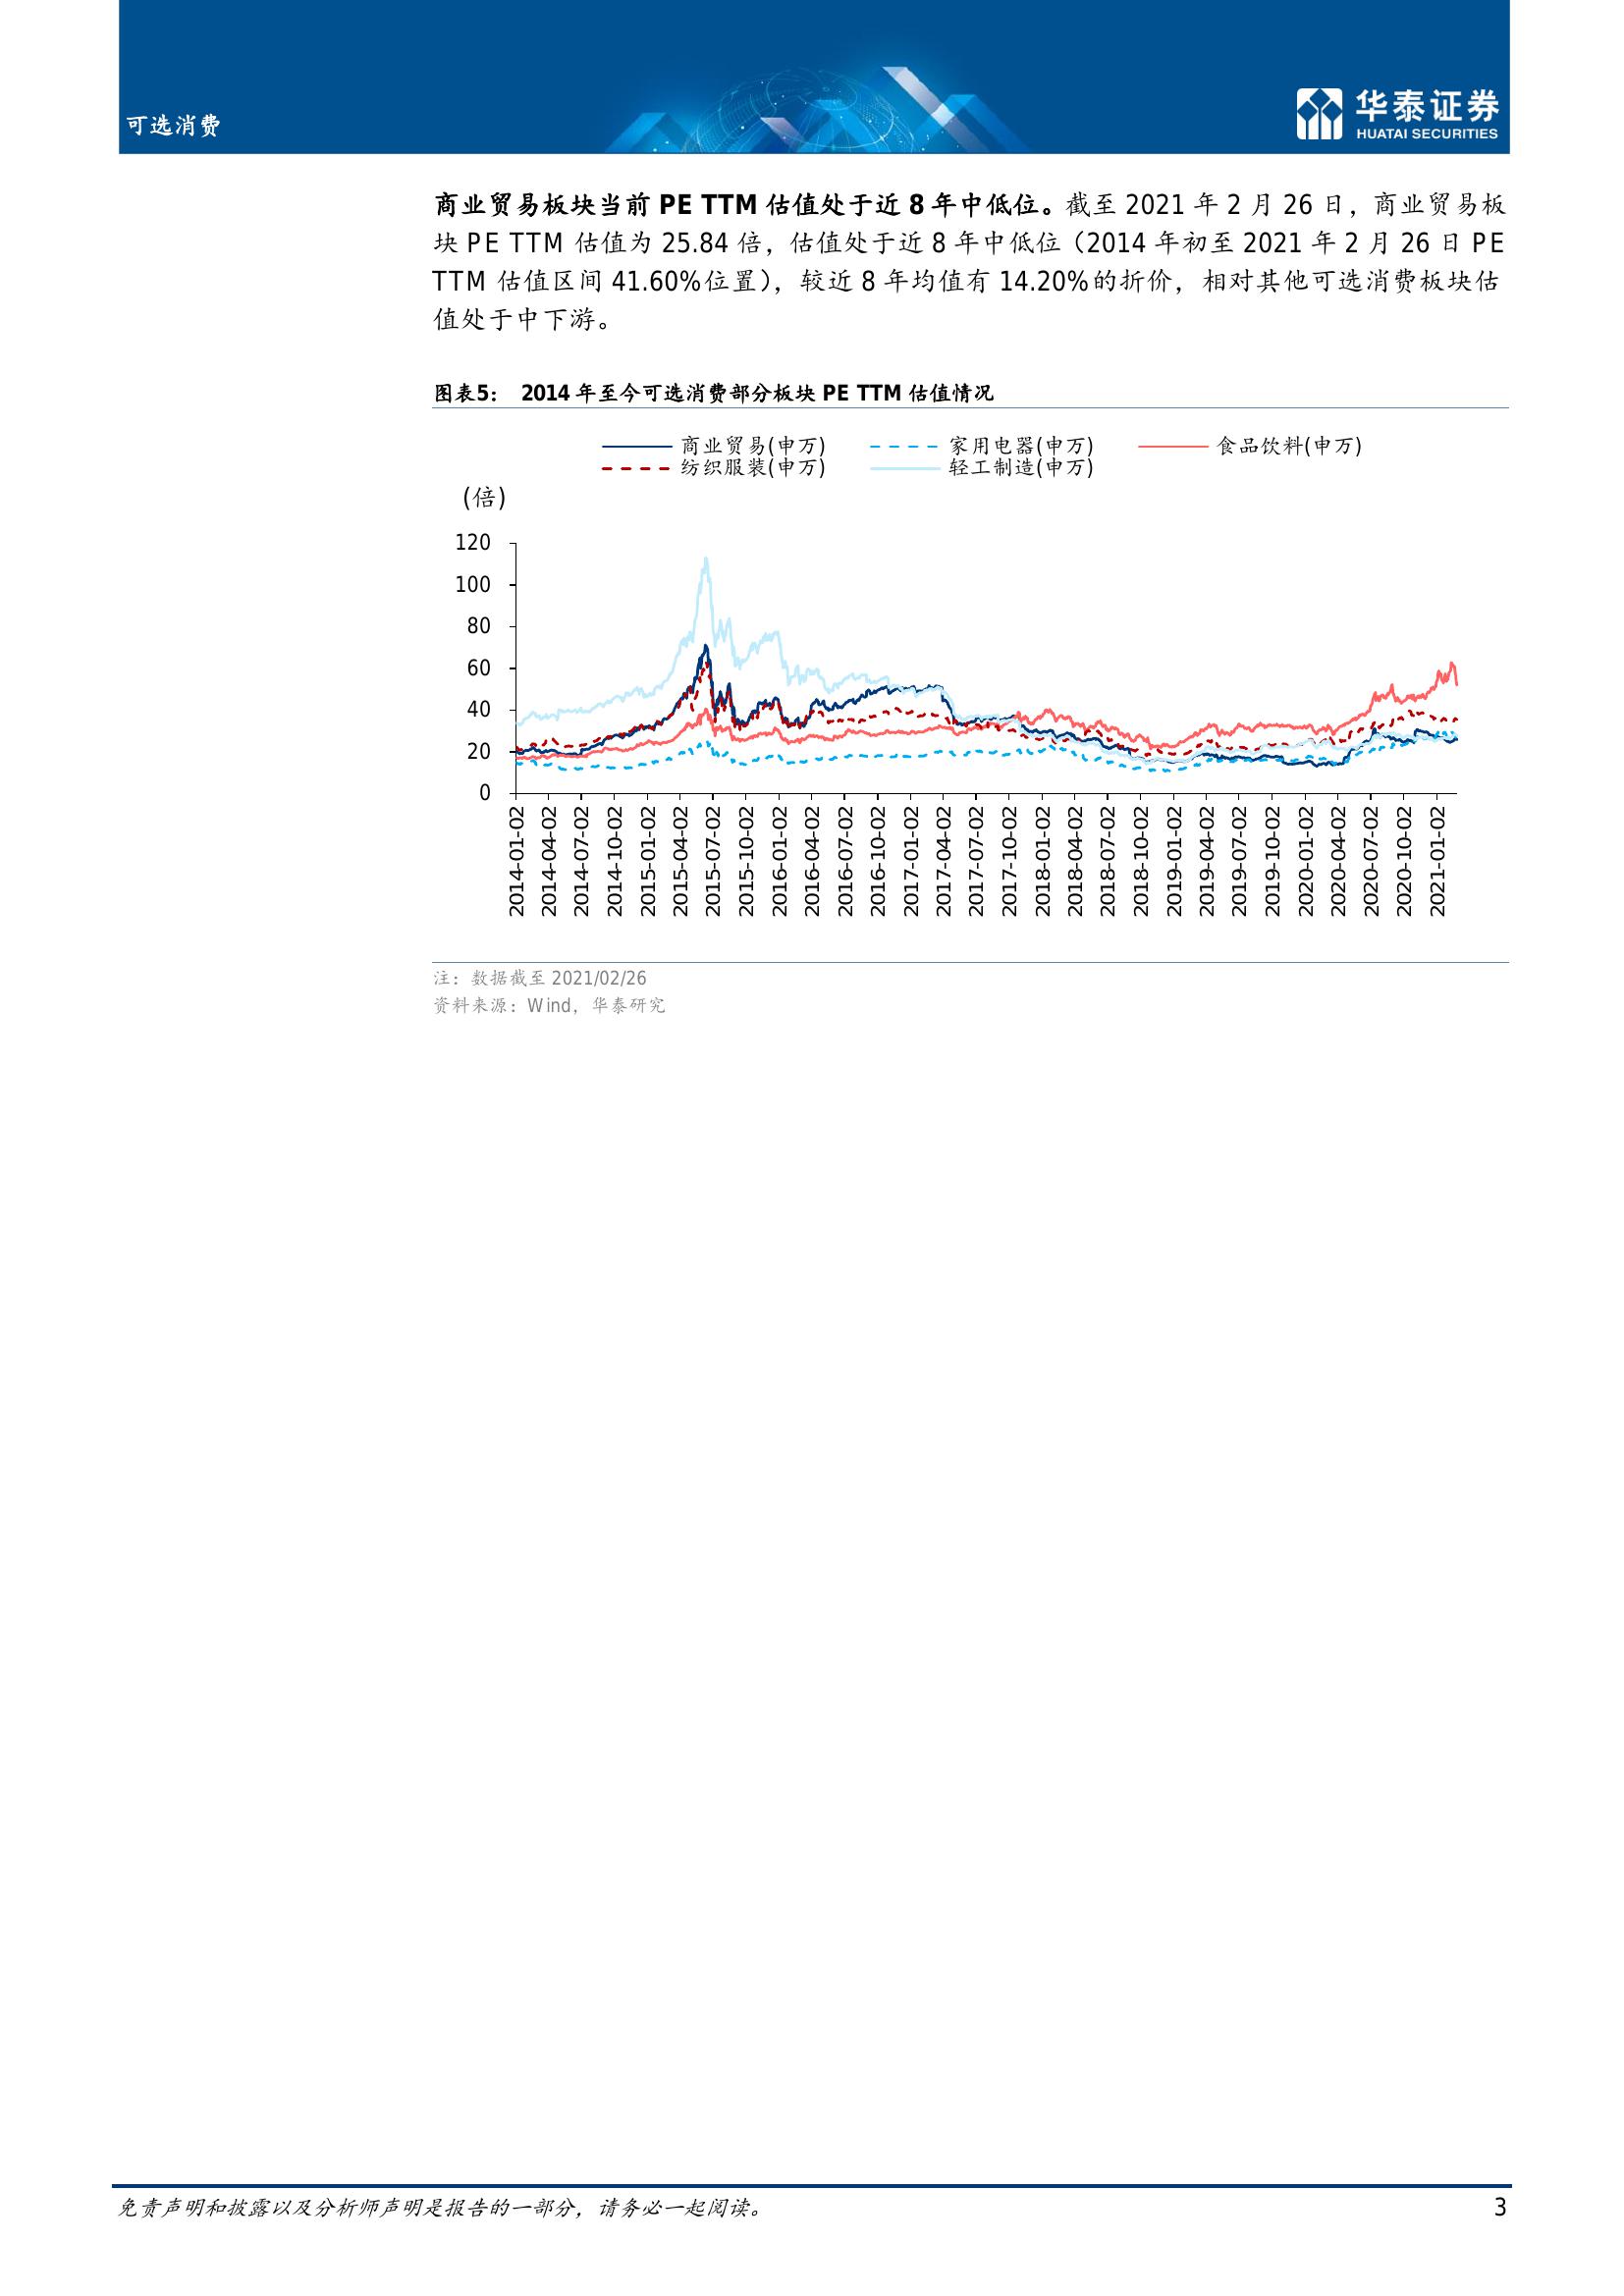 可选消费
华泰证券
HUATAI SECURITIES
商业贸易板块当前 PE TTM 估值处于近 8 年中低位。截至 2021 年 2 月 26 日，商业贸易板
块 PE TTM 估值为 25.84 倍，估值处于近 8 年中低位（2014 年初至 2021 年 2 月 26 日 PE
TTM 估值区间 41.60%位置），较近 8 年均值有 14.20%的折价，相对其他可选消费板块估
值处于中下游。
图表5： 2014 年至今可选消费部分板块 PE TTM 估值情况
商业贸易(申万) 家用电器(申万) 食品饮料(申万)
纺织服装(申万) 轻工制造(申万)
(倍)
120
100
80
60
40
20
0
2014-01-02
2014-04-02
2014-07-02
2014-10-02
2015-01-02
2015-04-02
2015-07-02
2015-10-02
2016-01-02
2016-04-02
2016-07-02
2016-10-02
2017-01-02
2017-04-02
2017-07-02
2017-10-02
2018-01-02
2018-04-02
2018-07-02
2018-10-02
2019-01-02
2019-04-02
2019-07-02
2019-10-02
2020-01-02
2020-04-02
2020-07-02
2020-10-02
2021-01-02
注：数据截至 2021/02/26
资料来源：Wind，华泰研究
免责声明和披露以及分析师声明是报告的一部分，请务必一起阅读。
3